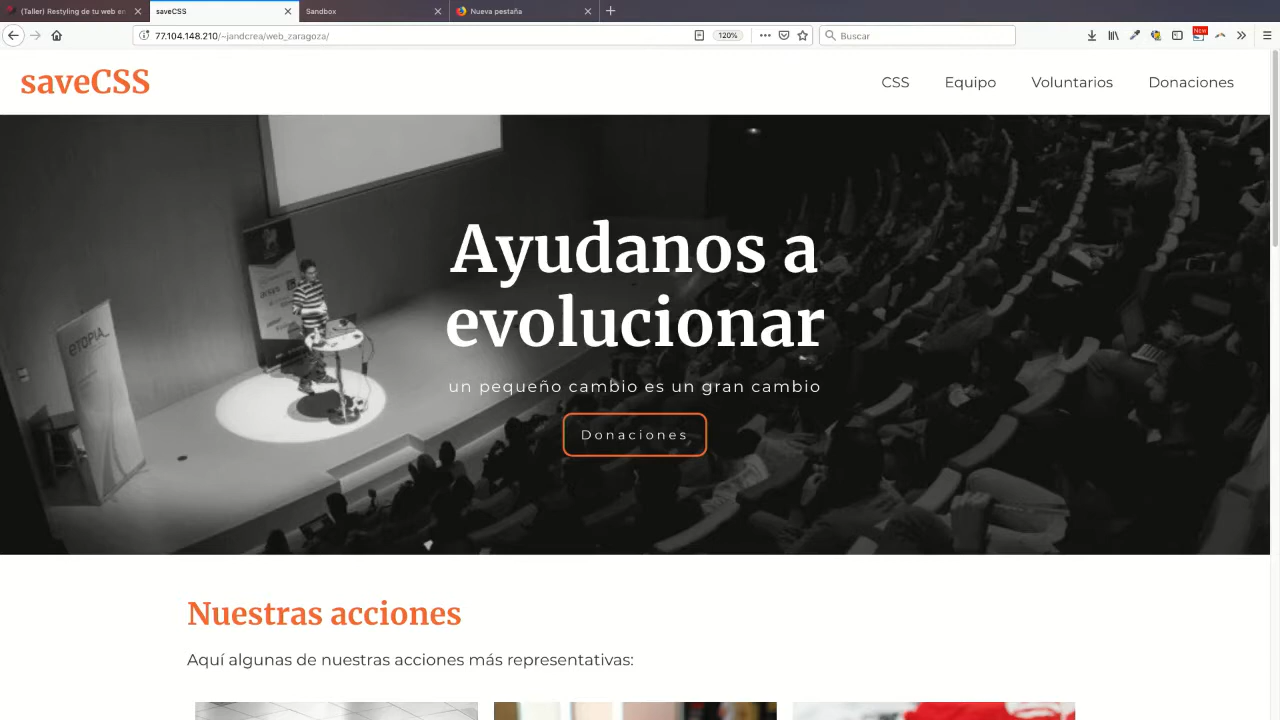 (Taller) Restyling de tu web en
saveCSS
Sandbox
Nueva pestaña
77.104.148.210/~jandcrea/web_zaragoza/
120%
Buscar
New
saveCSS
CSS
Equipo
Voluntarios
Donaciones
eTOPIA_
Ayudanos a
evolucionar
un pequeño cambio es un gran cambio
Donaciones
Nuestras acciones
Aquí algunas de nuestras acciones más representativas: